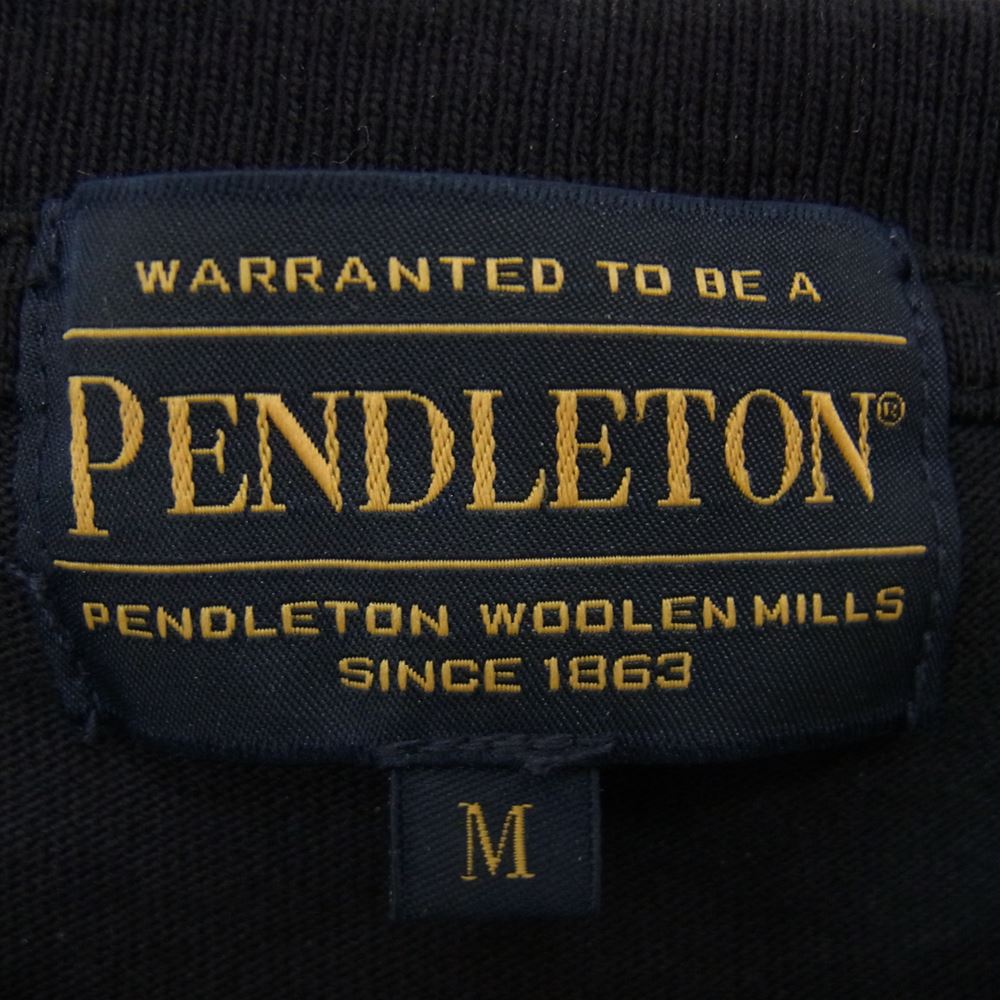 WARRANTED TO BE A
PENDLETON®
PENDLETON WOOLEN MILLS
SINCE 1863
M